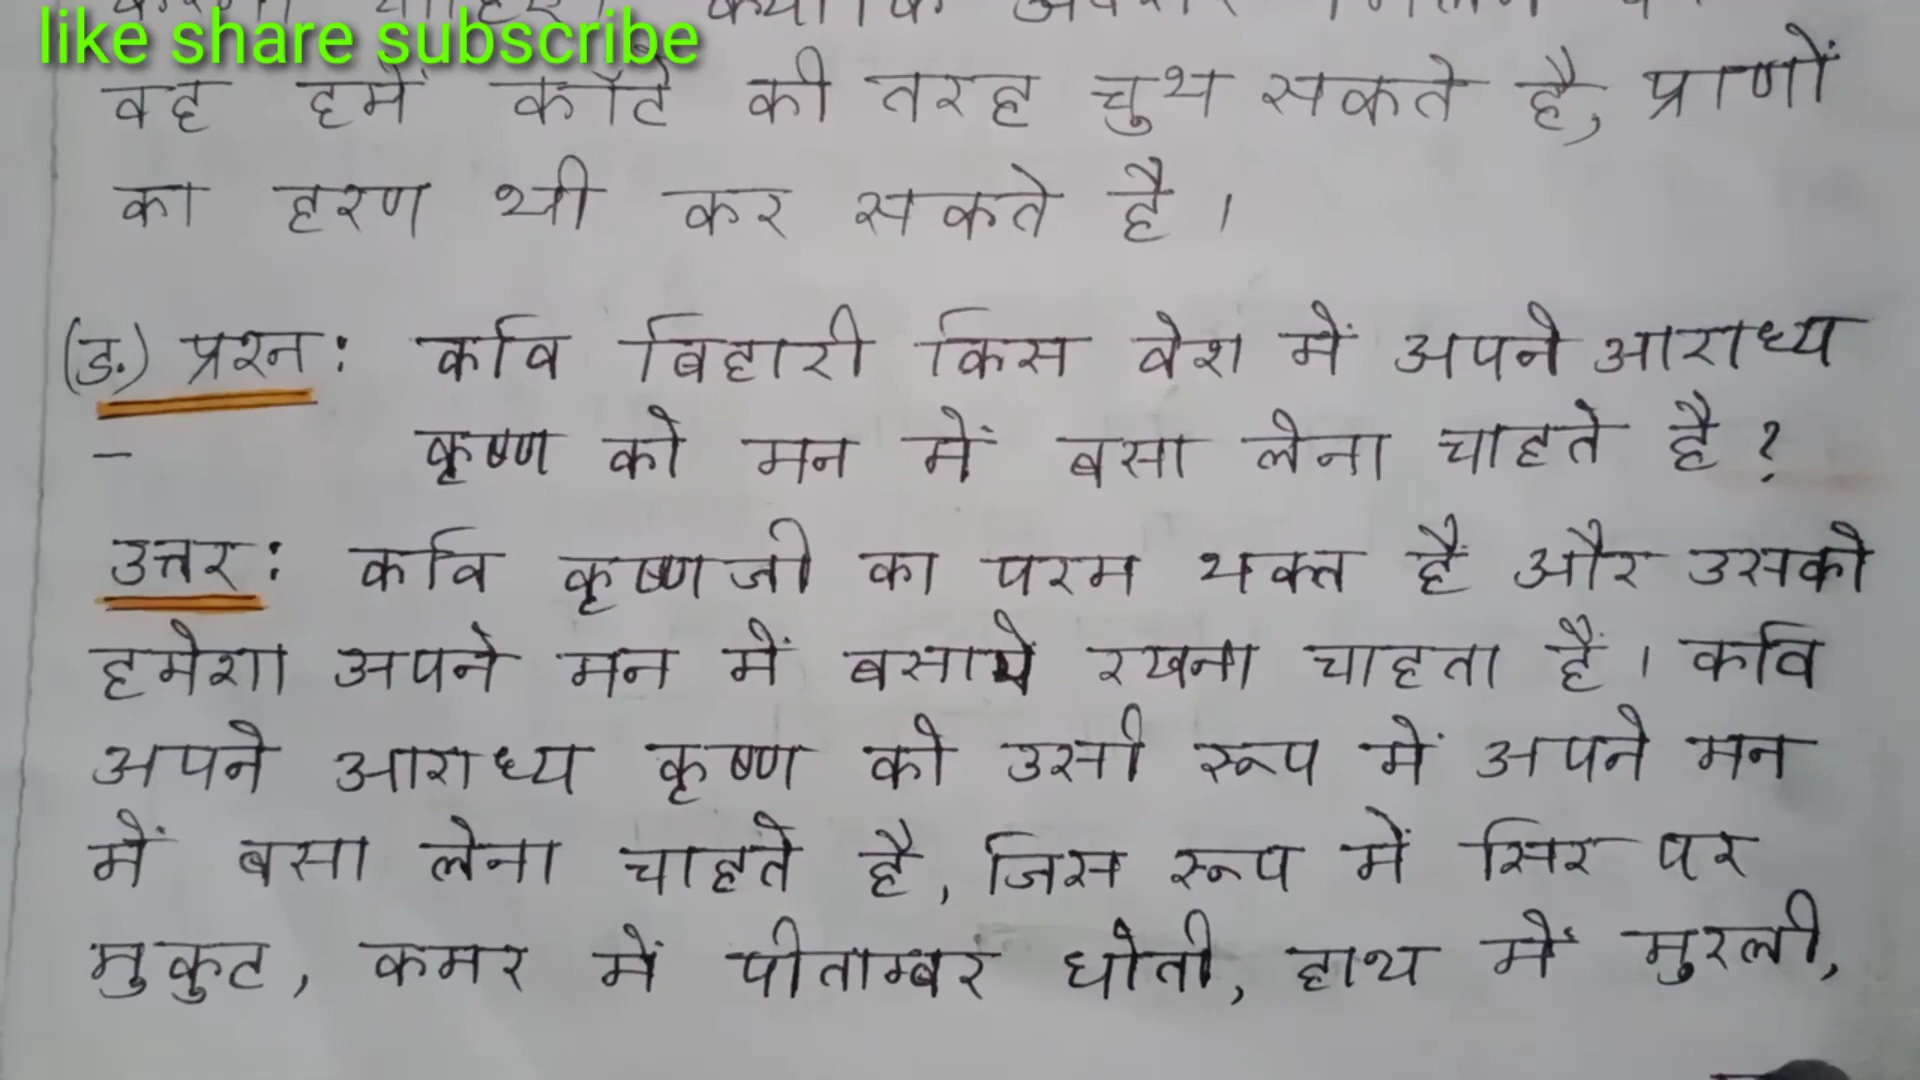 like share subscribe
वह हमें काँटे की तरह चुभ सकते है, प्राणों
का हरण भी कर सकते है।
(ङ.) प्रश्न: कवि बिहारी किस वेश में अपने आराध्य
- कृष्ण को मन में बसा लेना चाहते है?
उत्तर: कवि कृष्णजी का परम भक्त हैं और उसको
हमेशा अपने मन में बसाये रखना चाहता हैं। कवि
अपने आराध्य कृष्ण को उसी रूप में अपने मन
में बसा लेना चाहते है, जिस रूप में सिर पर
मुकुट, कमर में पीताम्बर धोती, हाथ में मुरली,